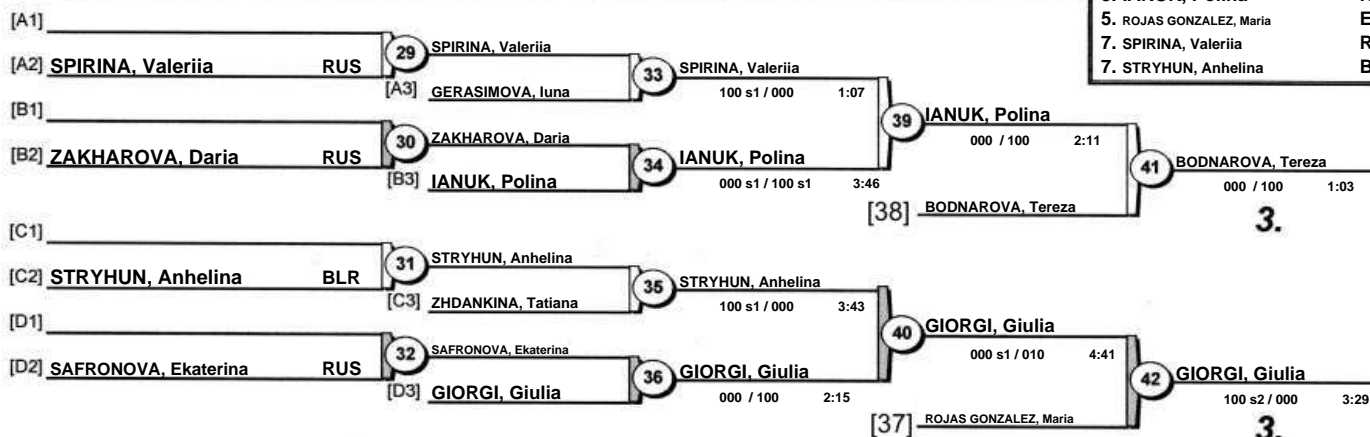 5. ROJAS GONZALEZ, Maria E
7. SPIRINA, Valeriia R
7. STRYHUN, Anhelina B
[A1]
[A2] SPIRINA, Valeriia RUS
29
SPIRINA, Valeriia
[A3] GERASIMOVA, Iuna
33
SPIRINA, Valeriia
100 s1 / 000 1:07
[B1]
[B2] ZAKHAROVA, Daria RUS
30
ZAKHAROVA, Daria
[B3] IANUK, Polina
34
IANUK, Polina
000 s1 / 100 s1 3:46
39
IANUK, Polina
000 / 100 2:11
[38] BODNAROVA, Tereza
41
BODNAROVA, Tereza
000 / 100 1:03
3.
[C1]
[C2] STRYHUN, Anhelina BLR
31
STRYHUN, Anhelina
[C3] ZHDANKINA, Tatiana
35
STRYHUN, Anhelina
100 s1 / 000 3:43
[D1]
[D2] SAFRONOVA, Ekaterina RUS
32
SAFRONOVA, Ekaterina
[D3] GIORGI, Giulia
36
GIORGI, Giulia
000 / 100 2:15
40
GIORGI, Giulia
000 s1 / 010 4:41
[37] ROJAS GONZALEZ, Maria
42
GIORGI, Giulia
100 s2 / 000 3:29
3.